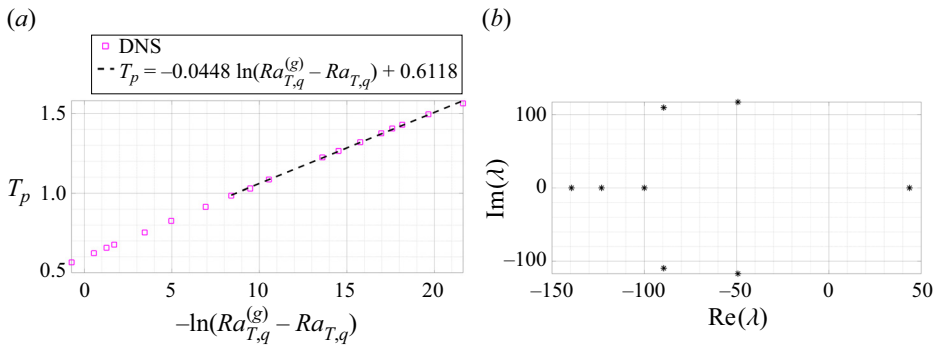 (a)
DNS
T_p = −0.0448 ln(Ra_{T,q}^{(g)} − Ra_{T,q}) + 0.6118
1.5
T_p 1.0
0.5
0 5 10 15 20
−ln(Ra_{T,q}^{(g)} − Ra_{T,q})
(b)
100
Im(λ) 0
−100
−150 −100 −50 0 50
Re(λ)